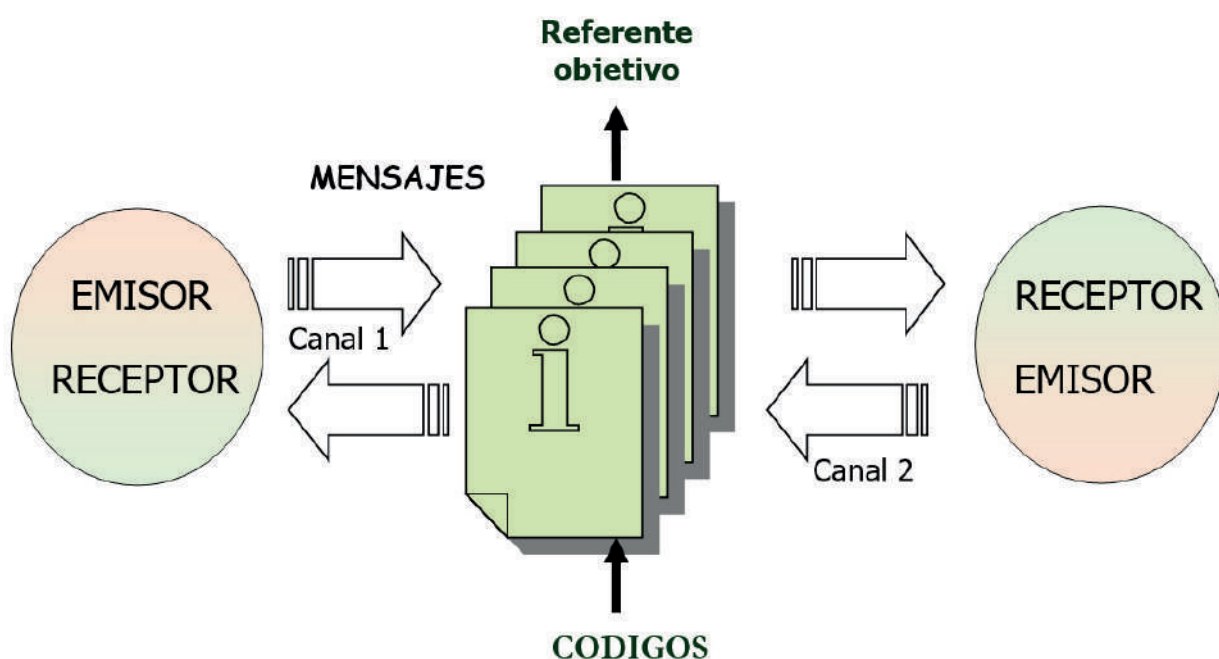 Referente
objetivo
MENSAJES
EMISOR
RECEPTOR
Canal 1
i
i
i
i
RECEPTOR
EMISOR
Canal 2
CODIGOS